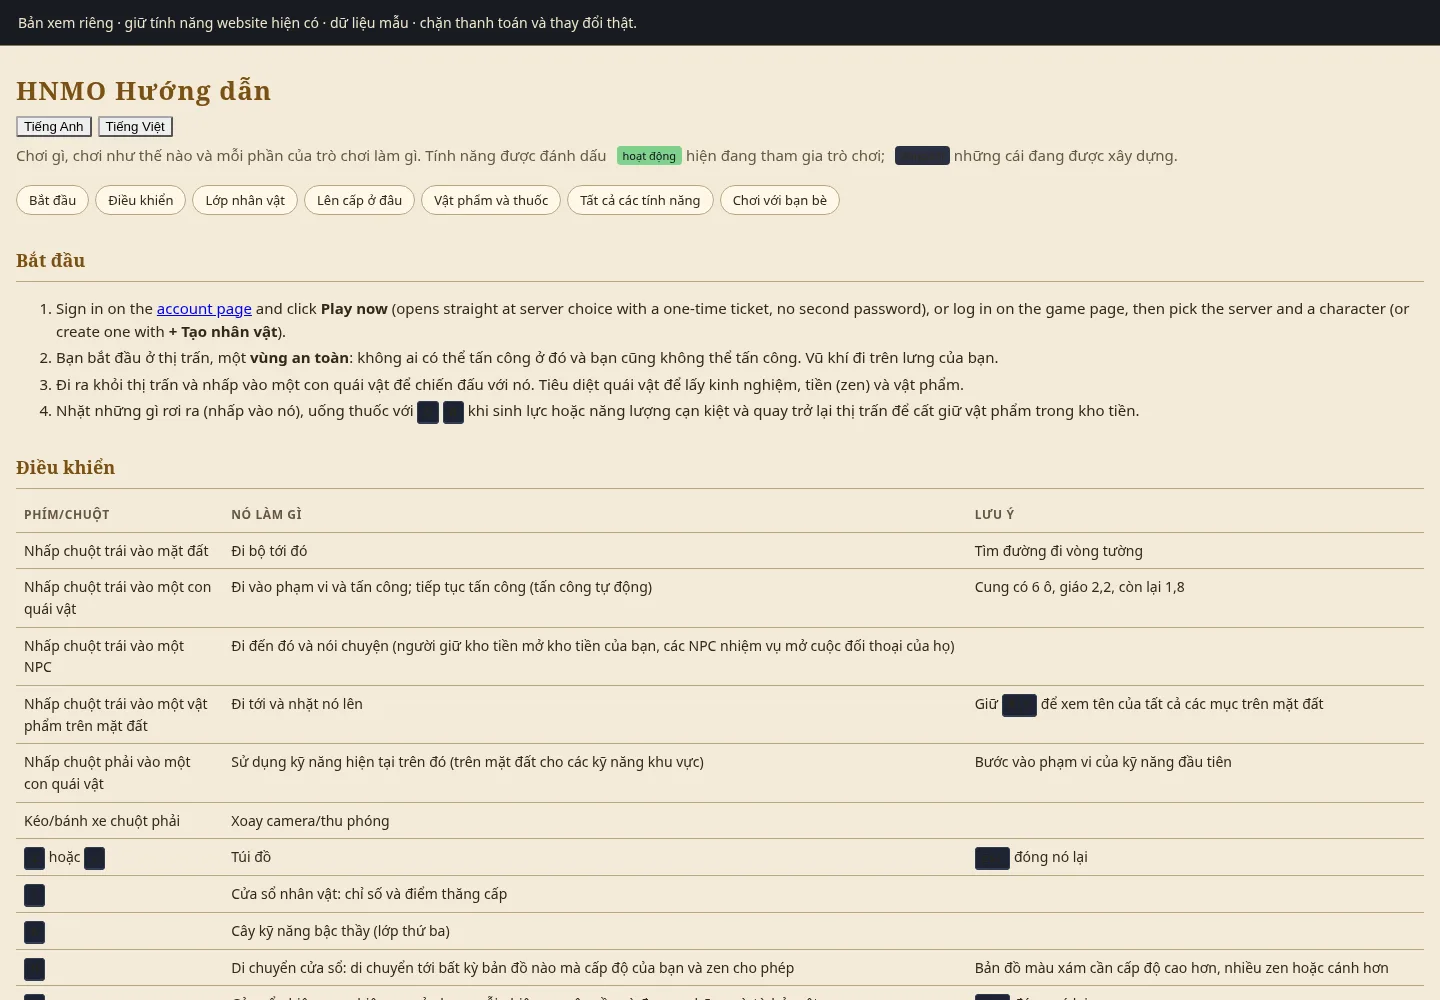 Bản xem riêng · giữ tính năng website hiện có · dữ liệu mẫu · chặn thanh toán và thay đổi thật.
HNMO Hướng dẫn
Tiếng Anh Tiếng Việt
Chơi gì, chơi như thế nào và mỗi phần của trò chơi làm gì. Tính năng được đánh dấu hoạt động hiện đang tham gia trò chơi; những cái đang được xây dựng.
Bắt đầu Điều khiển Lớp nhân vật Lên cấp ở đâu Vật phẩm và thuốc Tất cả các tính năng Chơi với bạn bè
Bắt đầu
1. Sign in on the account page and click Play now (opens straight at server choice with a one-time ticket, no second password), or log in on the game page, then pick the server and a character (or
create one with + Tạo nhân vật).
2. Bạn bắt đầu ở thị trấn, một vùng an toàn: không ai có thể tấn công ở đó và bạn cũng không thể tấn công. Vũ khí đi trên lưng của bạn.
3. Đi ra khỏi thị trấn và nhấp vào một con quái vật để chiến đấu với nó. Tiêu diệt quái vật để lấy kinh nghiệm, tiền (zen) và vật phẩm.
4. Nhặt những gì rơi ra (nhấp vào nó), uống thuốc với khi sinh lực hoặc năng lượng cạn kiệt và quay trở lại thị trấn để cất giữ vật phẩm trong kho tiền.
Điều khiển
PHÍM/CHUỘT NÓ LÀM GÌ LƯU Ý
Nhấp chuột trái vào mặt đất Đi bộ tới đó Tìm đường đi vòng tường
Nhấp chuột trái vào một con Đi vào phạm vi và tấn công; tiếp tục tấn công (tấn công tự động) Cung có 6 ô, giáo 2,2, còn lại 1,8
quái vật
Nhấp chuột trái vào một Đi đến đó và nói chuyện (người giữ kho tiền mở kho tiền của bạn, các NPC nhiệm vụ mở cuộc đối thoại của họ)
NPC
Nhấp chuột trái vào một vật Đi tới và nhặt nó lên Giữ để xem tên của tất cả các mục trên mặt đất
phẩm trên mặt đất
Nhấp chuột phải vào một Sử dụng kỹ năng hiện tại trên đó (trên mặt đất cho các kỹ năng khu vực) Bước vào phạm vi của kỹ năng đầu tiên
con quái vật
Kéo/bánh xe chuột phải Xoay camera/thu phóng
hoặc Túi đồ đóng nó lại
Cửa sổ nhân vật: chỉ số và điểm thăng cấp
Cây kỹ năng bậc thầy (lớp thứ ba)
Di chuyển cửa sổ: di chuyển tới bất kỳ bản đồ nào mà cấp độ của bạn và zen cho phép Bản đồ màu xám cần cấp độ cao hơn, nhiều zen hoặc cánh hơn